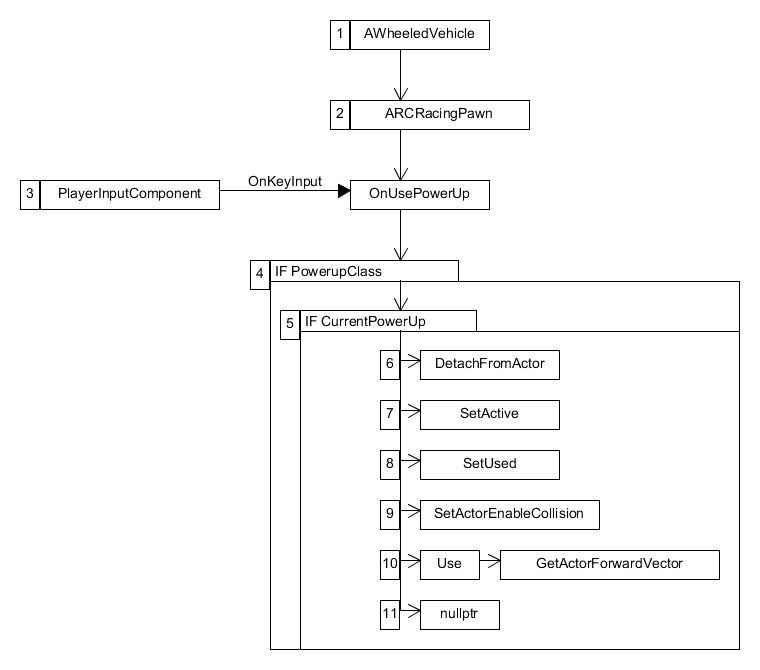 1 AWheeledVehicle
2 ARCRacingPawn
3 PlayerInputComponent OnKeyInput OnUsePowerUp
4 IF PowerupClass
5 IF CurrentPowerUp
6 DetachFromActor
7 SetActive
8 SetUsed
9 SetActorEnableCollision
10 Use GetActorForwardVector
11 nullptr